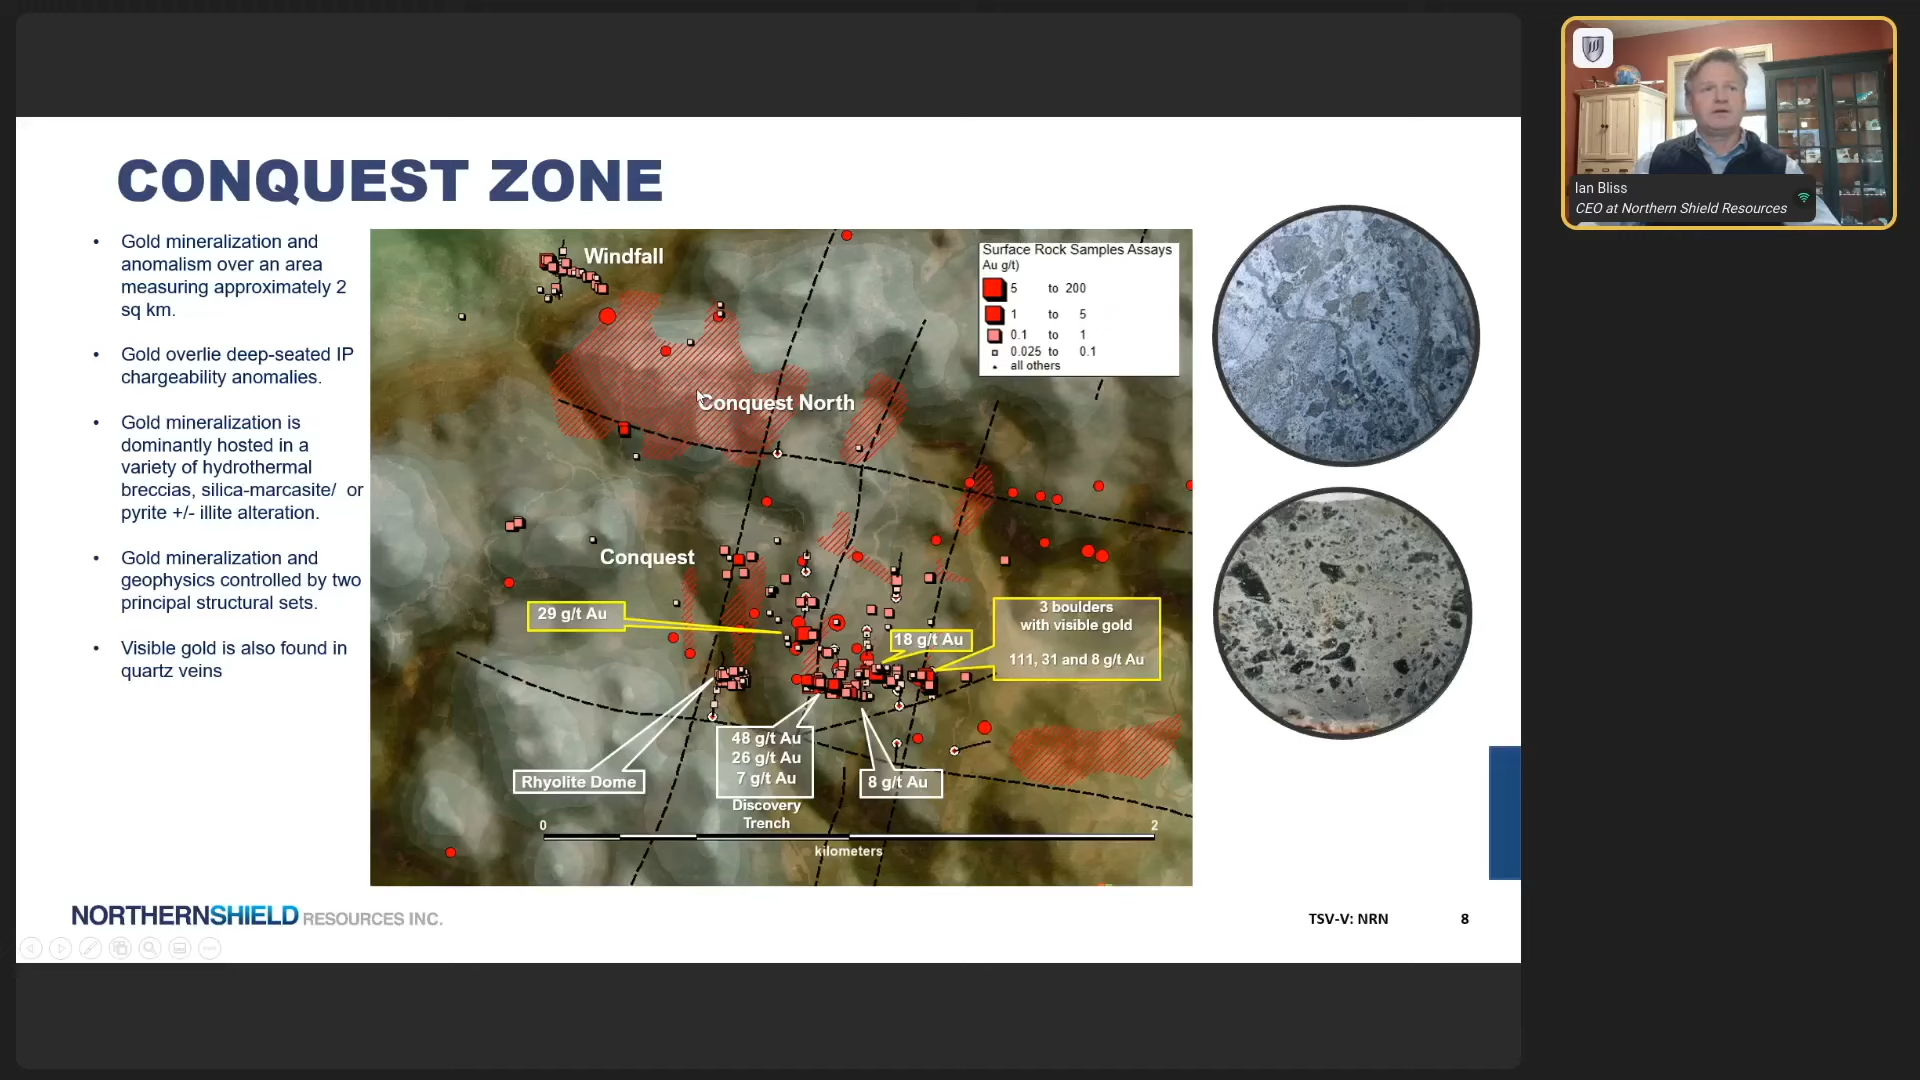 CONQUEST ZONE
• Gold mineralization and
anomalism over an area
measuring approximately 2
sq km.
• Gold overlie deep-seated IP
chargeability anomalies.
• Gold mineralization is
dominantly hosted in a
variety of hydrothermal
breccias, silica-marcasite/ or
pyrite +/- illite alteration.
• Gold mineralization and
geophysics controlled by two
principal structural sets.
• Visible gold is also found in
quartz veins
Windfall
Surface Rock Samples Assays
Au g/t)
5 to 200
1 to 5
0.1 to 1
0.025 to 0.1
all others
Conquest North
Conquest
29 g/t Au
18 g/t Au
3 boulders
with visible gold
111, 31 and 8 g/t Au
Rhyolite Dome
48 g/t Au
26 g/t Au
7 g/t Au
Discovery
Trench
8 g/t Au
0 2
kilometers
NORTHERNSHIELD RESOURCES INC.
TSV-V: NRN 8
Ian Bliss
CEO at Northern Shield Resources